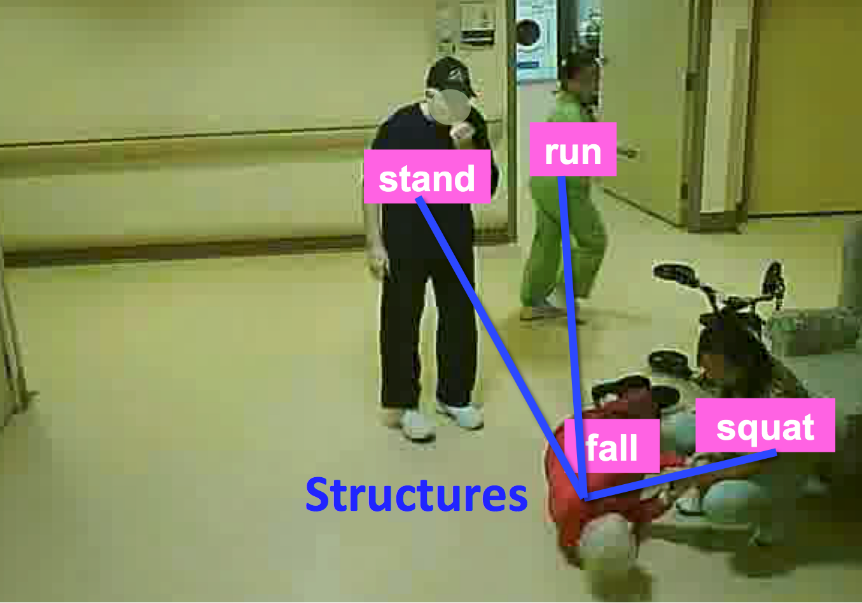 run
stand
squat
fall
Structures